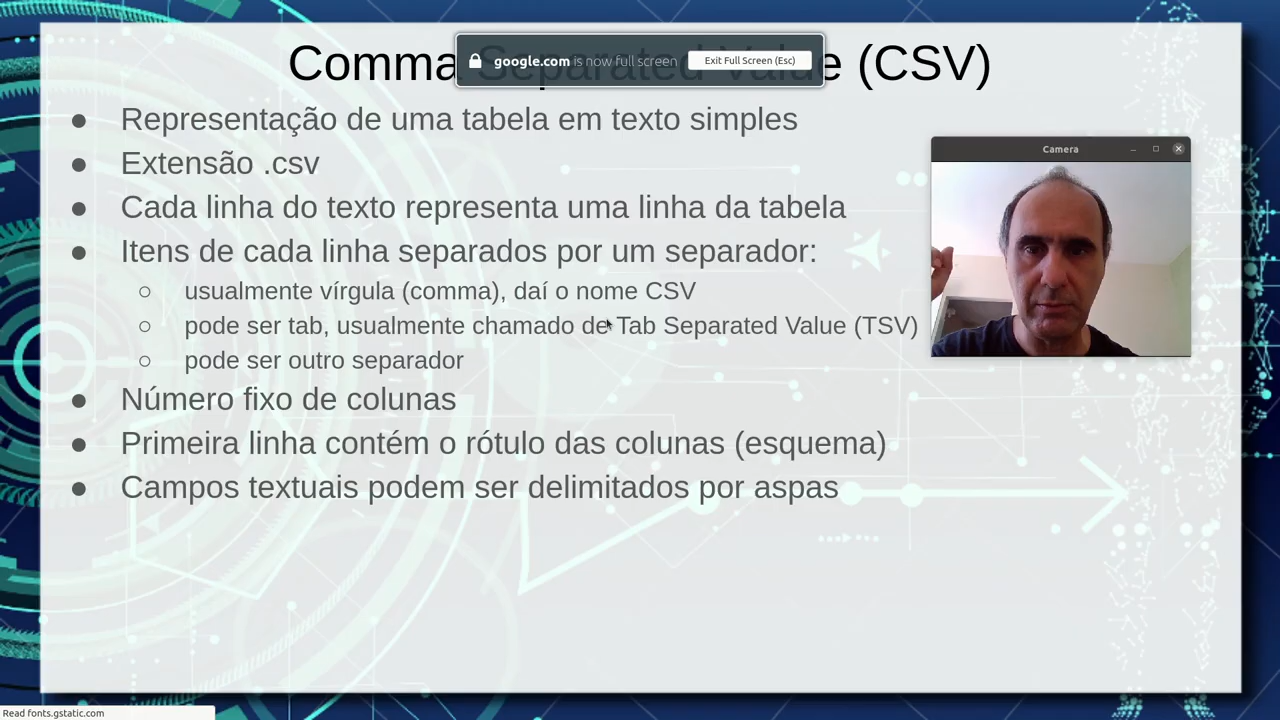 Comma Separated Value (CSV)
google.com is now full screen
Exit Full Screen (Esc)
● Representação de uma tabela em texto simples
● Extensão .csv
● Cada linha do texto representa uma linha da tabela
● Itens de cada linha separados por um separador:
○ usualmente vírgula (comma), daí o nome CSV
○ pode ser tab, usualmente chamado de Tab Separated Value (TSV)
○ pode ser outro separador
● Número fixo de colunas
● Primeira linha contém o rótulo das colunas (esquema)
● Campos textuais podem ser delimitados por aspas
Camera
Read fonts.gstatic.com